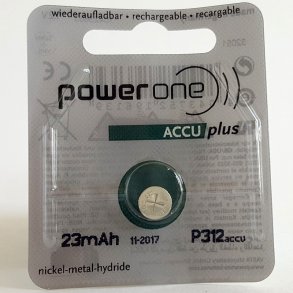 wiederaufladbar • rechargeable • recargable
power one
ACCU plus
23mAh 11-2017 P312accu
nickel-metal-hydride